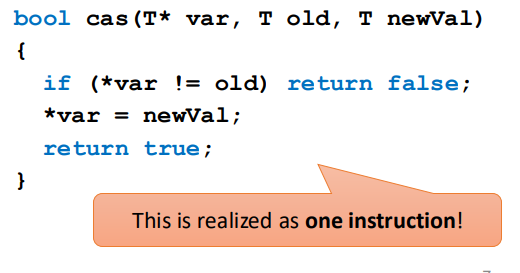 bool cas(T* var, T old, T newVal)
{
if (*var != old) return false;
*var = newVal;
return true;
}
This is realized as one instruction!